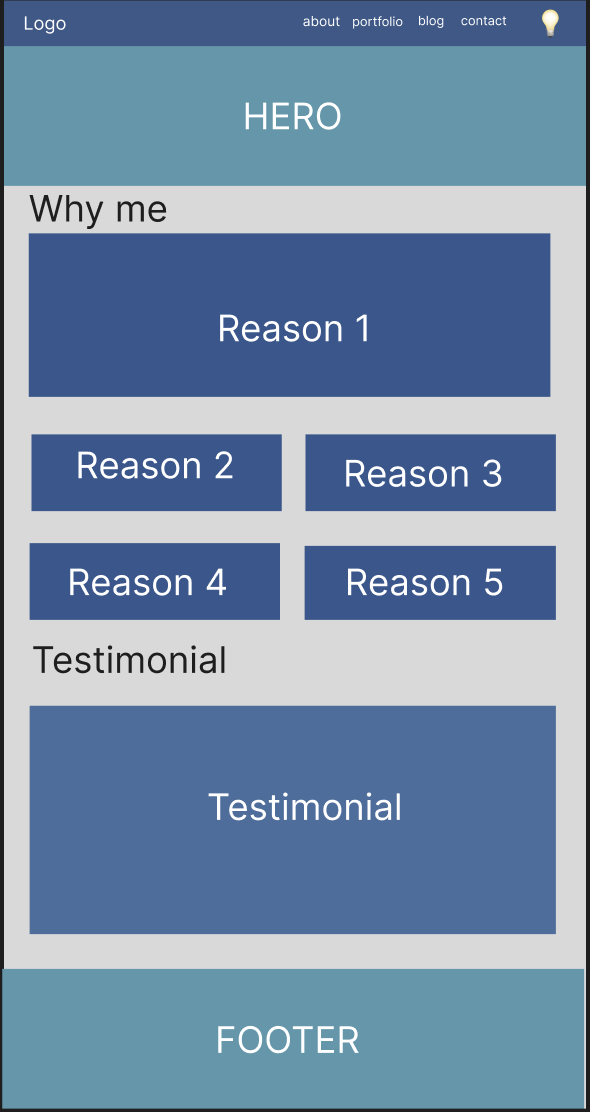 Logo about portfolio blog contact
HERO
Why me
Reason 1
Reason 2 Reason 3
Reason 4 Reason 5
Testimonial
Testimonial
FOOTER